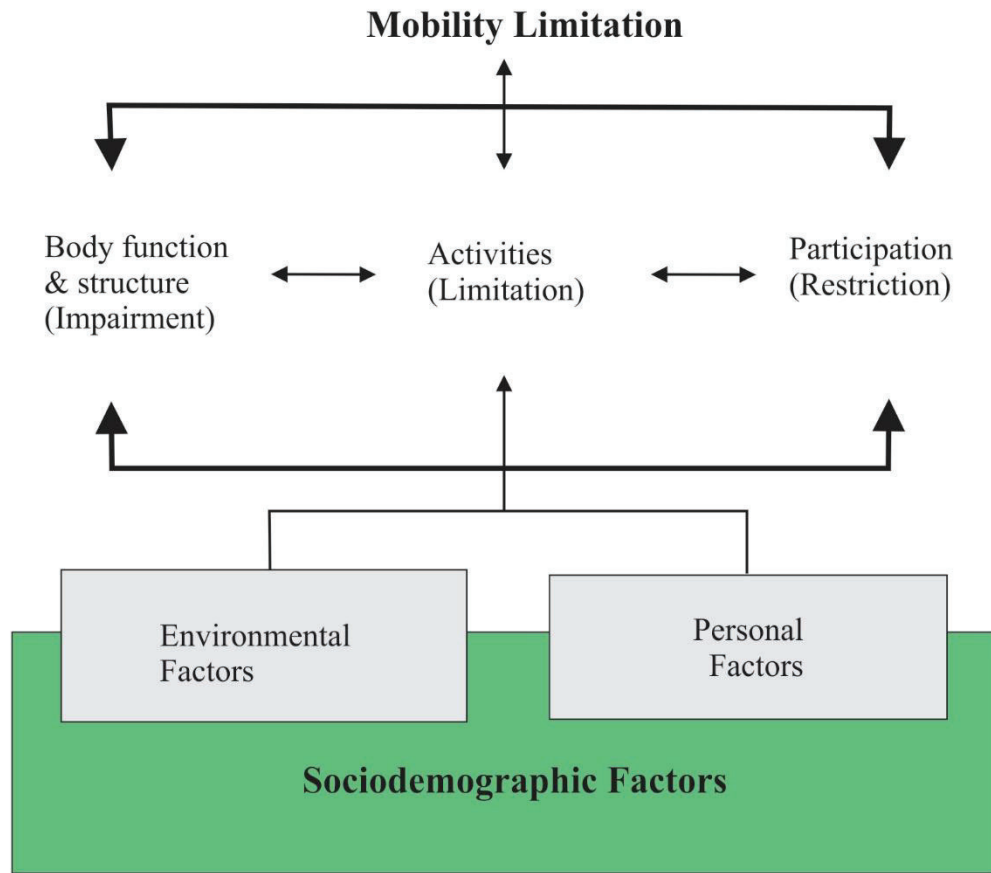 Mobility Limitation
Body function
& structure
(Impairment)
Activities
(Limitation)
Participation
(Restriction)
Environmental
Factors
Personal
Factors
Sociodemographic Factors